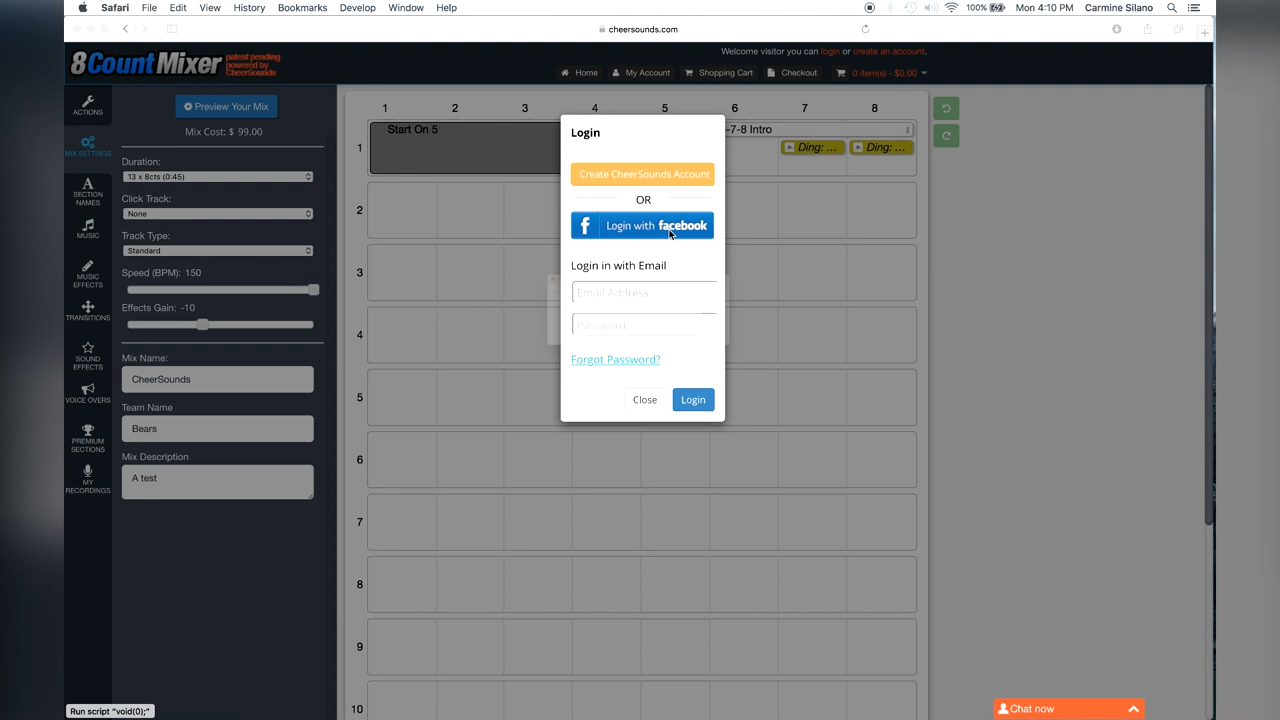 Safari File Edit View History Bookmarks Develop Window Help 100% Mon 4:10 PM Carmine Silano
cheersounds.com
8CountMixer patent pending powered by CheerSounds
Welcome visitor you can login or create an account.
Home My Account Shopping Cart Checkout 0 item(s) - $0.00
ACTIONS
MIX SETTINGS
SECTION NAMES
MUSIC
MUSIC EFFECTS
TRANSITIONS
SOUND EFFECTS
VOICE OVERS
PREMIUM SECTIONS
MY RECORDINGS
Preview Your Mix
Mix Cost: $ 99.00
Duration:
13 x 8cts (0:45)
Click Track:
None
Track Type:
Standard
Speed (BPM): 150
Effects Gain: -10
Mix Name:
CheerSounds
Team Name
Bears
Mix Description
A test
1 2 3 4 5 6 7 8
Start On 5
-7-8 Intro
1
Ding: ... Ding: ...
2
3
4
5
6
7
8
9
10
Login
Create CheerSounds Account
OR
f Login with facebook
Login in with Email
Email Address
Password
Forgot Password?
Close Login
Run script "void(0);"
Chat now